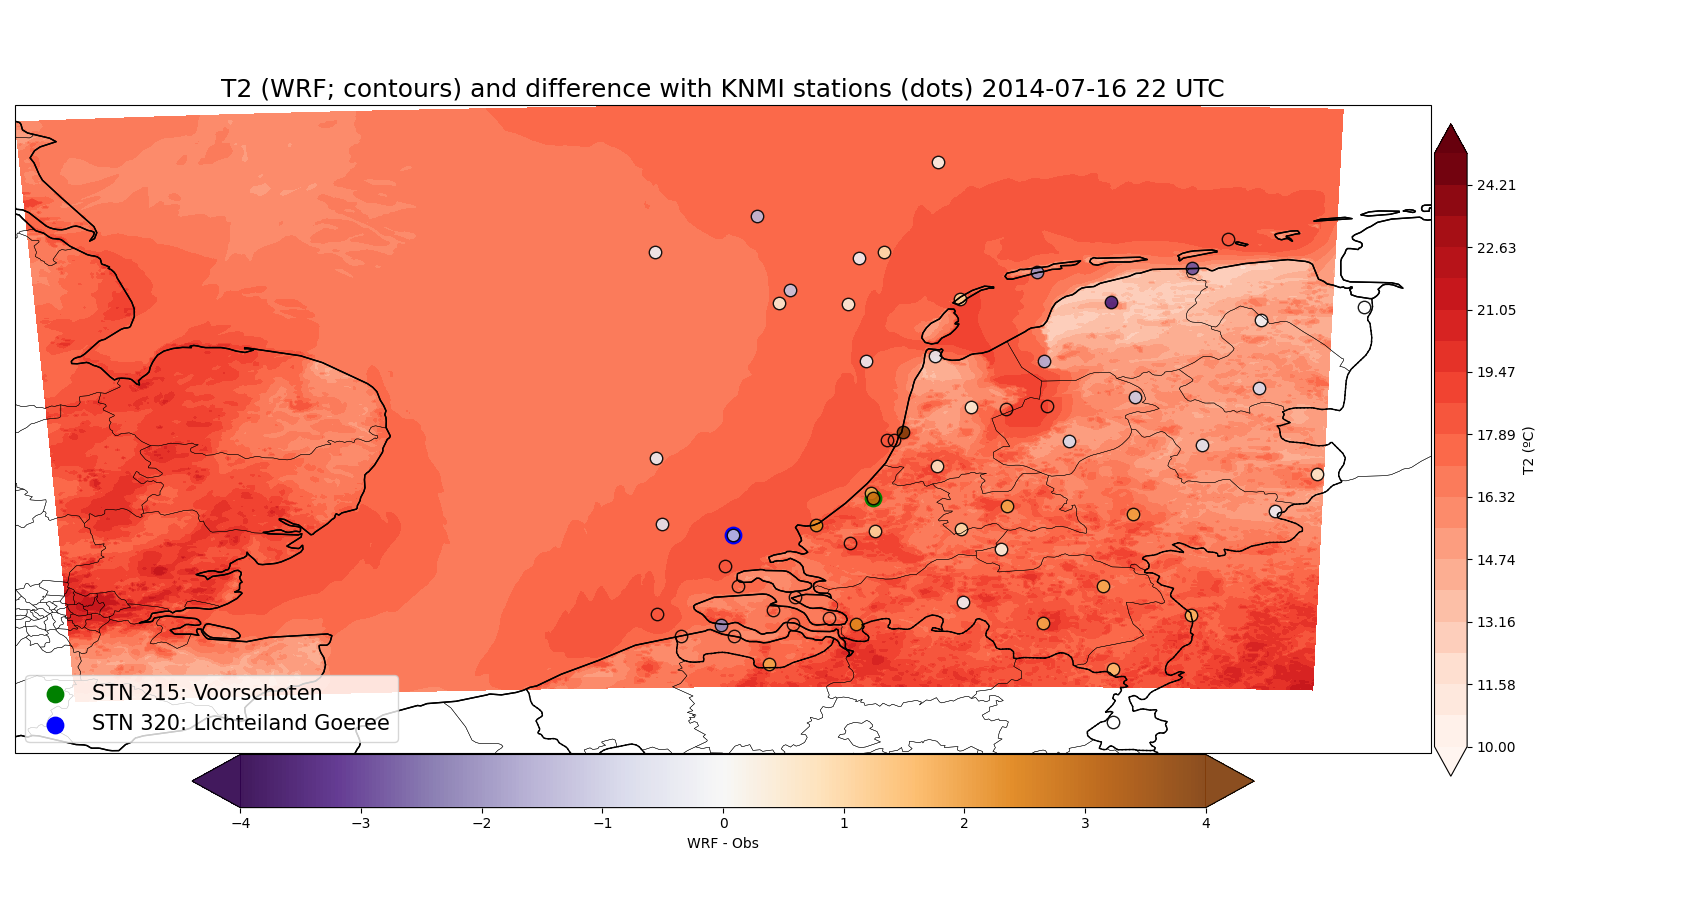 T2 (WRF; contours) and difference with KNMI stations (dots) 2014-07-16 22 UTC
24.21
22.63
21.05
19.47
17.89
16.32
14.74
13.16
11.58
10.00
T2 (ºC)
STN 215: Voorschoten
STN 320: Lichteiland Goeree
−4 −3 −2 −1 0 1 2 3 4
WRF - Obs